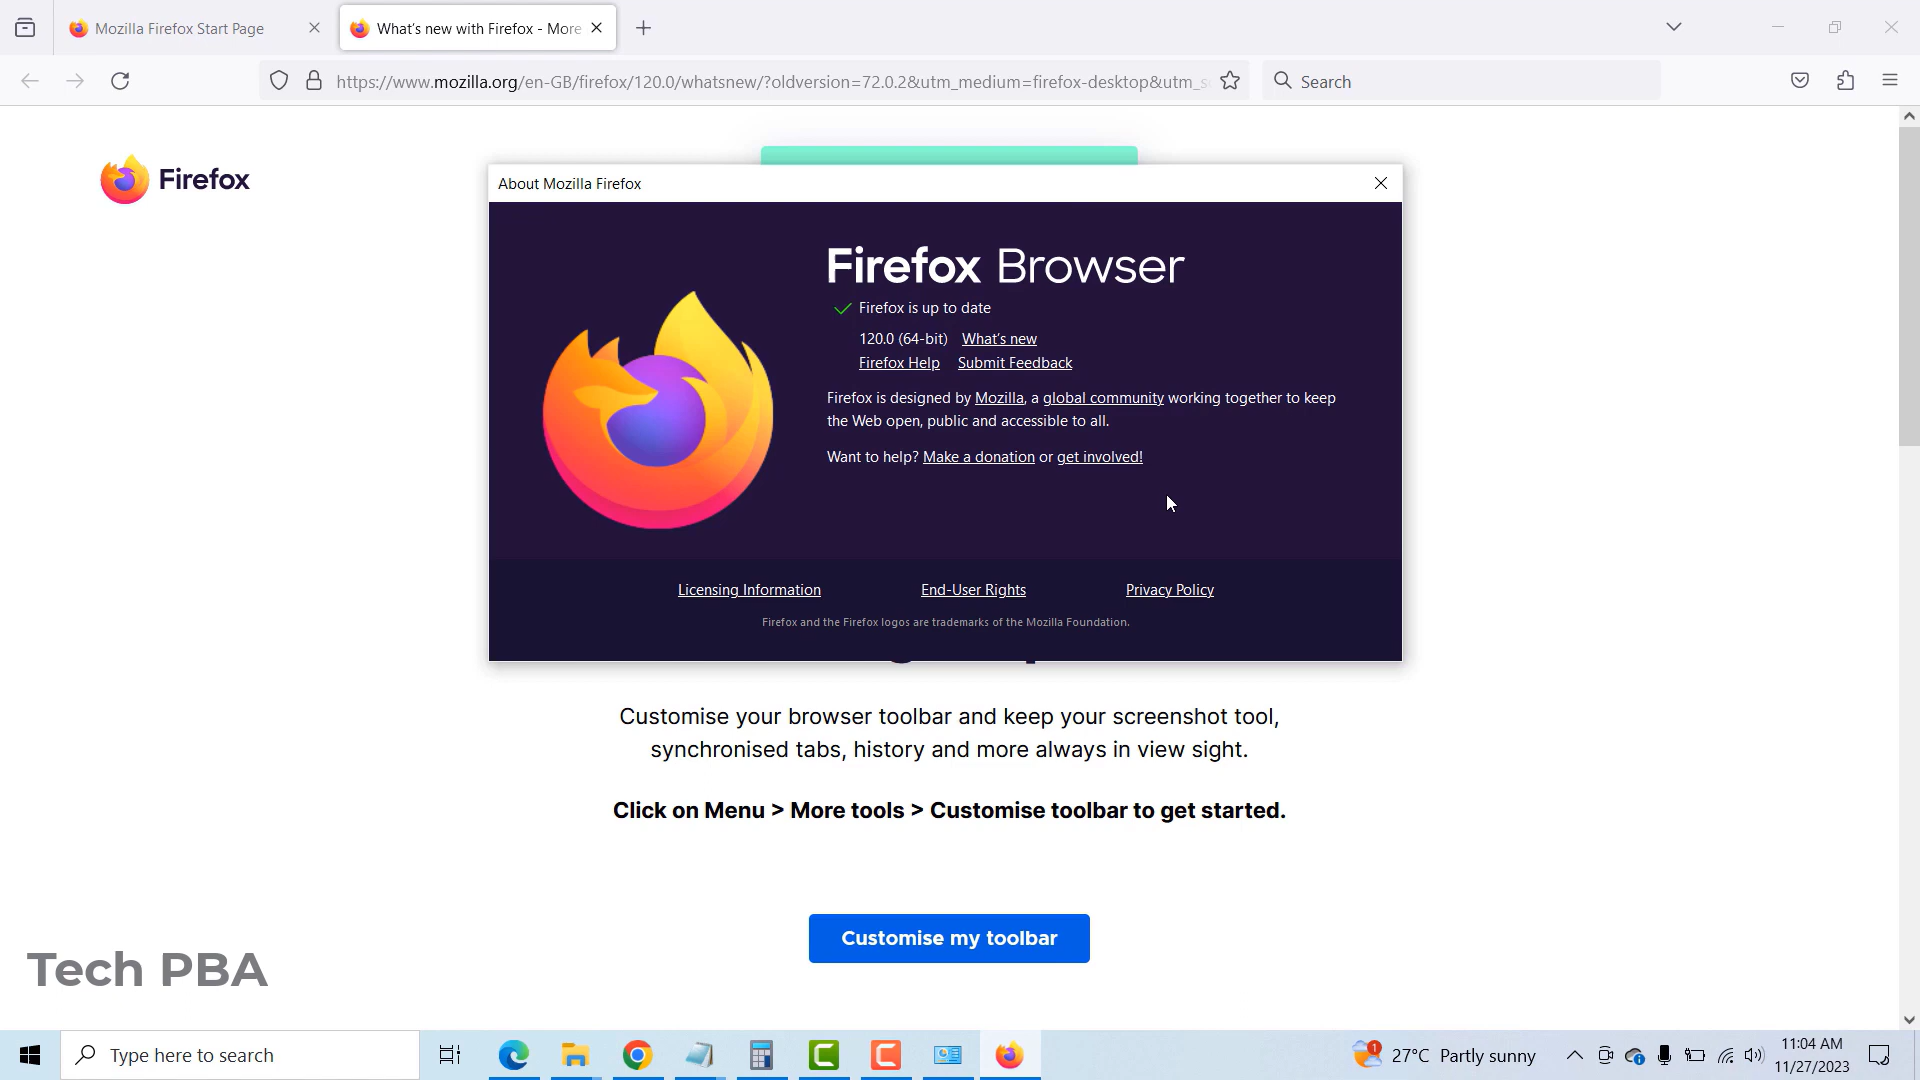 Mozilla Firefox Start Page
What's new with Firefox - More
https://www.mozilla.org/en-GB/firefox/120.0/whatsnew/?oldversion=72.0.2&utm_medium=firefox-desktop&utm_s
Search
Firefox
About Mozilla Firefox
Firefox Browser
Firefox is up to date
120.0 (64-bit) What's new
Firefox Help Submit Feedback
Firefox is designed by Mozilla, a global community working together to keep
the Web open, public and accessible to all.
Want to help? Make a donation or get involved!
Licensing Information End-User Rights Privacy Policy
Firefox and the Firefox logos are trademarks of the Mozilla Foundation.
Customise your browser toolbar and keep your screenshot tool,
synchronised tabs, history and more always in view sight.
Click on Menu > More tools > Customise toolbar to get started.
Customise my toolbar
Tech PBA
Type here to search
1
27°C Partly sunny
11:04 AM
11/27/2023